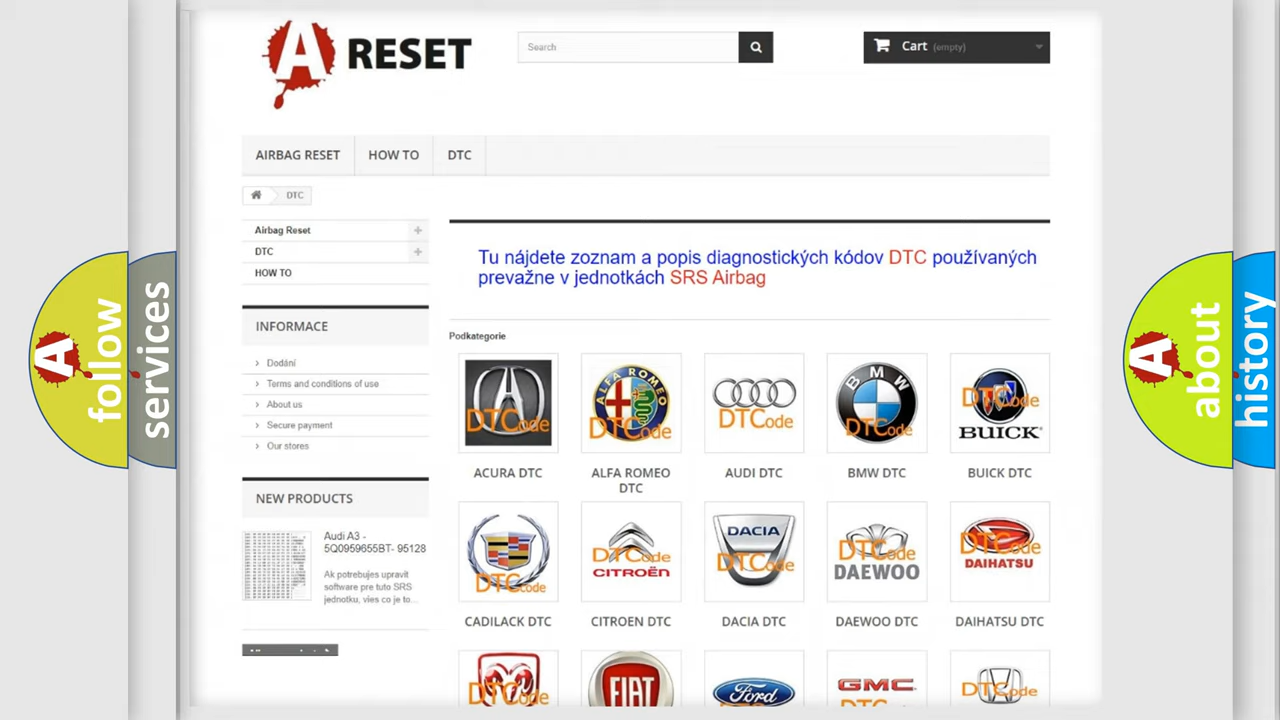 A RESET
Search
Cart (empty)
AIRBAG RESET
HOW TO
DTC
DTC
Airbag Reset
DTC
HOW TO
Tu nájdete zoznam a popis diagnostických kódov DTC používaných
prevažne v jednotkách SRS Airbag
INFORMACE
Dodání
Terms and conditions of use
About us
Secure payment
Our stores
Podkategorie
DTCode
ALFA ROMEO
DTCode
DTCode
BMW
DTCode
DTCode
BUICK
ACURA DTC
ALFA ROMEO
DTC
AUDI DTC
BMW DTC
BUICK DTC
NEW PRODUCTS
Audi A3 -
5Q0959655BT- 95128
Ak potrebujes upravit
software pre tuto SRS
jednotku, vies co je to...
DTCode
DTCode
CITROËN
DACIA
DTCode
DTCode
DAEWOO
DTCode
DAIHATSU
CADILACK DTC
CITROEN DTC
DACIA DTC
DAEWOO DTC
DAIHATSU DTC
DTCode
FIAT
Ford
GMC
DTCode
A follow
services
A about
history